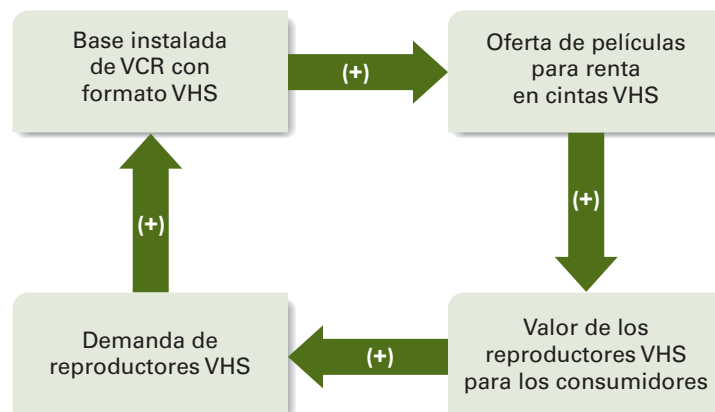 Base instalada
de VCR con
formato VHS
(+)
Oferta de películas
para renta
en cintas VHS
(+)
Valor de los
reproductores VHS
para los consumidores
(+)
Demanda de
reproductores VHS
(+)